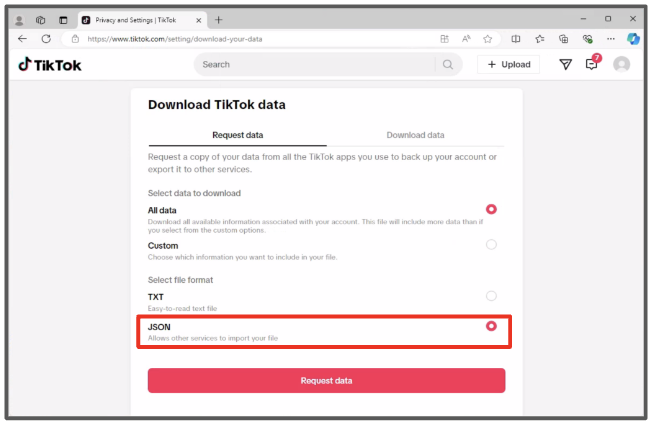 Privacy and Settings | TikTok
https://www.tiktok.com/setting/download-your-data
TikTok
Search
Upload
7
Download TikTok data
Request data
Download data
Request a copy of your data from all the TikTok apps you use to back up your account or
export it to other services.
Select data to download
All data
Download all available information associated with your account. This file will include more data than if
you select from the custom options.
Custom
Choose which information you want to include in your file.
Select file format
TXT
Easy-to-read text file
JSON
Allows other services to import your file
Request data